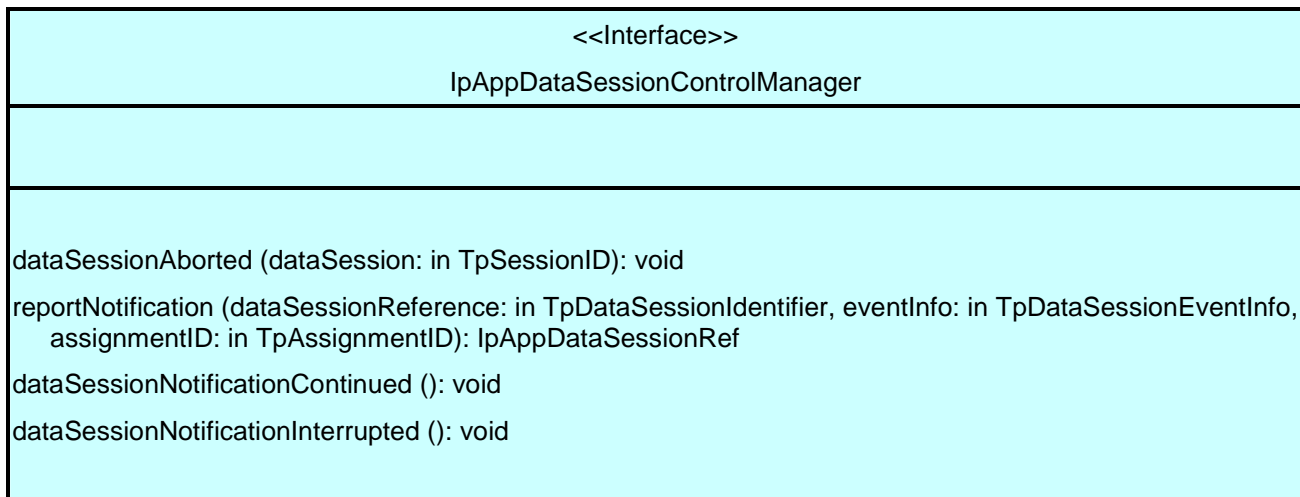 <<Interface>>
IpAppDataSessionControlManager
dataSessionAborted (dataSession: in TpSessionID): void
reportNotification (dataSessionReference: in TpDataSessionIdentifier, eventInfo: in TpDataSessionEventInfo,
assignmentID: in TpAssignmentID): IpAppDataSessionRef
dataSessionNotificationContinued (): void
dataSessionNotificationInterrupted (): void